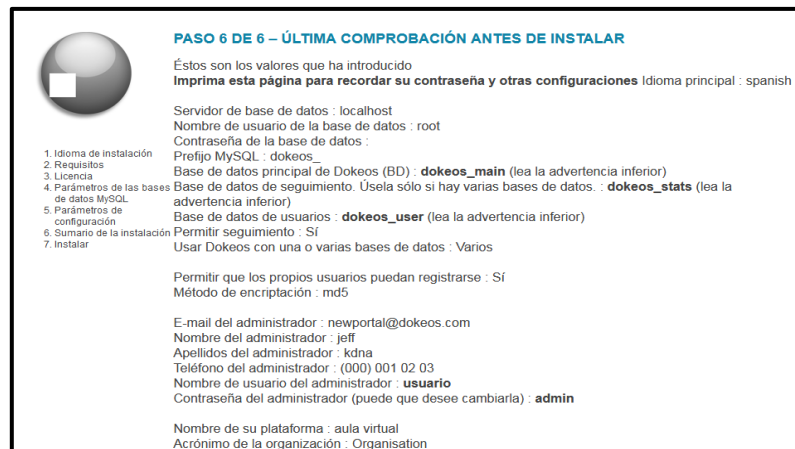 PASO 6 DE 6 – ÚLTIMA COMPROBACIÓN ANTES DE INSTALAR
Éstos son los valores que ha introducido
Imprima esta página para recordar su contraseña y otras configuraciones Idioma principal : spanish
Servidor de base de datos : localhost
Nombre de usuario de la base de datos : root
Contraseña de la base de datos :
Prefijo MySQL : dokeos_
Base de datos principal de Dokeos (BD) : dokeos_main (lea la advertencia inferior)
Base de datos de seguimiento. Úsela sólo si hay varias bases de datos. : dokeos_stats (lea la
advertencia inferior)
Base de datos de usuarios : dokeos_user (lea la advertencia inferior)
Permitir seguimiento : Sí
Usar Dokeos con una o varias bases de datos : Varios
Permitir que los propios usuarios puedan registrarse : Sí
Método de encriptación : md5
E-mail del administrador : newportal@dokeos.com
Nombre del administrador : jeff
Apellidos del administrador : kdna
Teléfono del administrador : (000) 001 02 03
Nombre de usuario del administrador : usuario
Contraseña del administrador (puede que desee cambiarla) : admin
Nombre de su plataforma : aula virtual
Acrónimo de la organización : Organisation
1. Idioma de instalación
2. Requisitos
3. Licencia
4. Parámetros de las bases
de datos MySQL
5. Parámetros de
configuración
6. Sumario de la instalación
7. Instalar